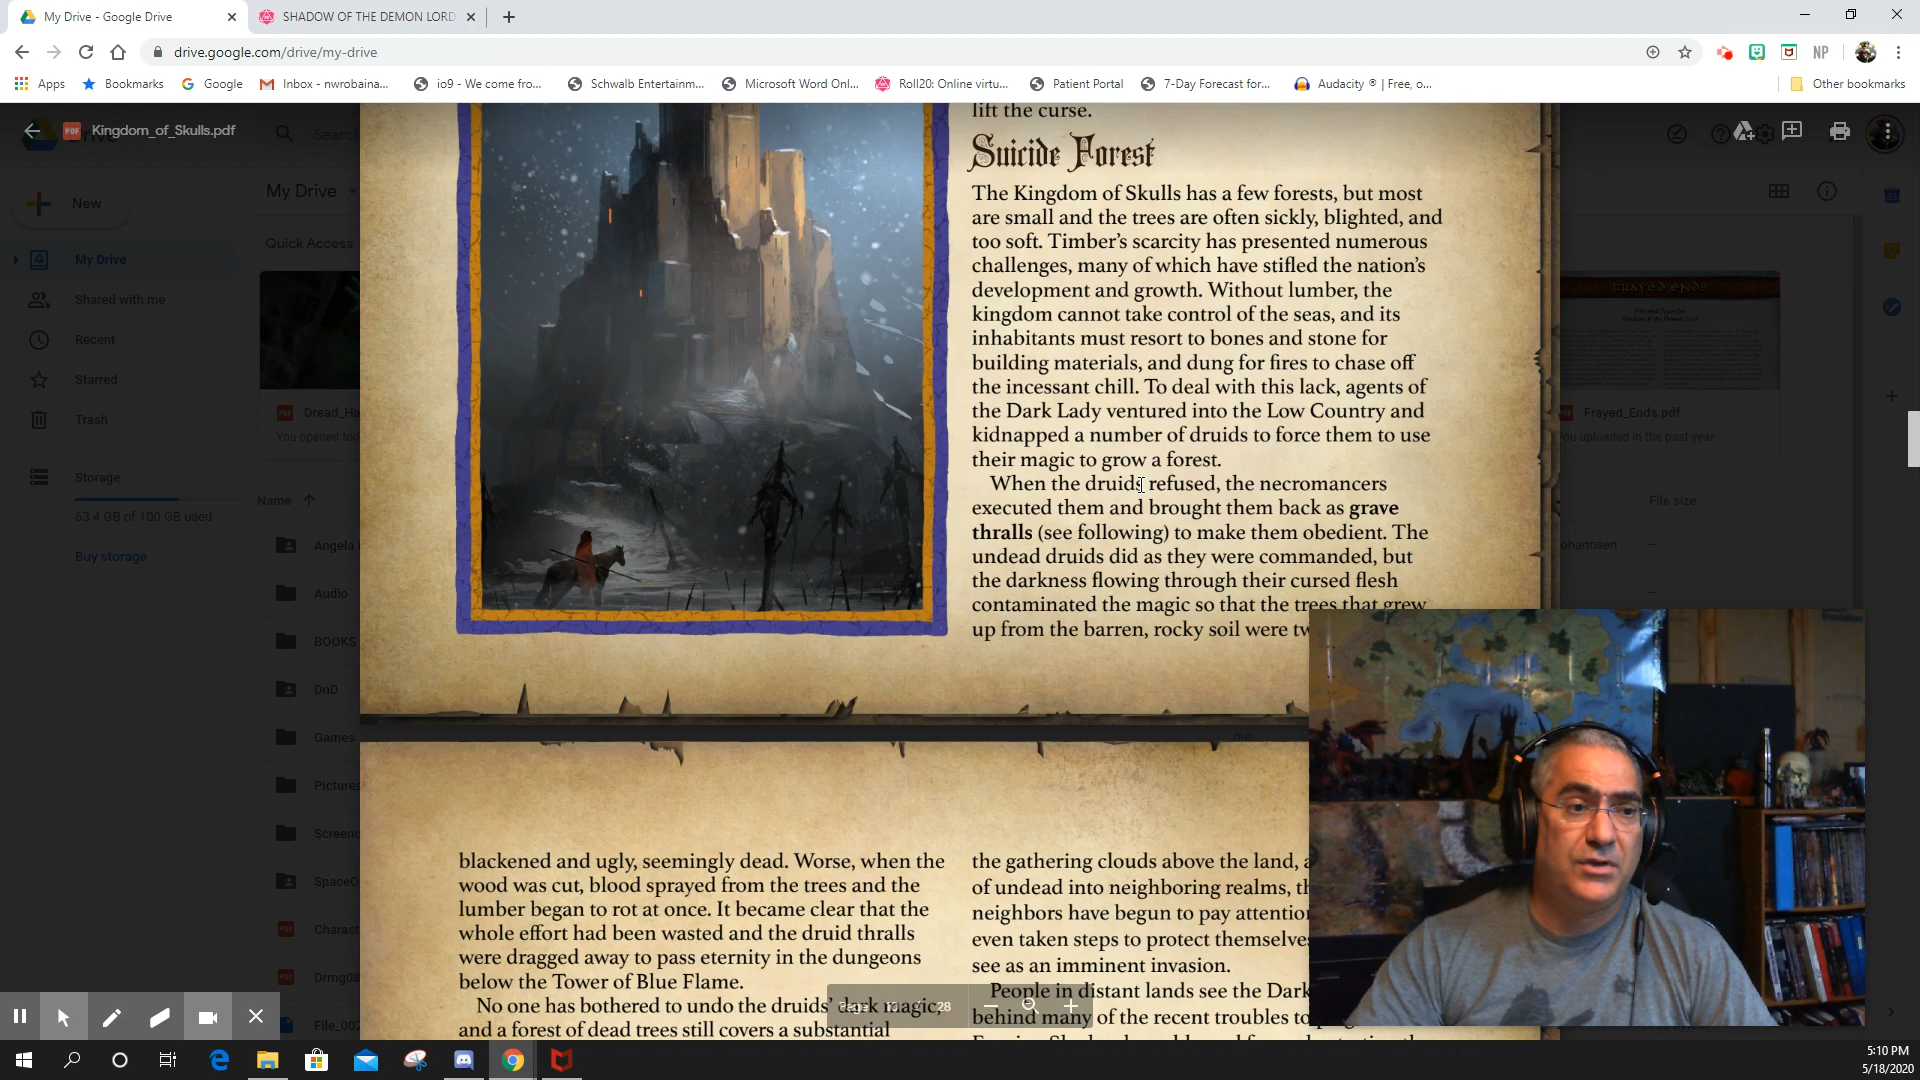 My Drive - Google Drive
SHADOW OF THE DEMON LORD
drive.google.com/drive/my-drive
NP
Apps
Bookmarks
Google
Inbox - nwrobaina...
io9 - We come fro...
Schwalb Entertainm...
Microsoft Word Onl...
Roll20: Online virtu...
Patient Portal
7-Day Forecast for...
Audacity ® | Free, o...
Other bookmarks
PDF
Kingdom_of_Skulls.pdf
New
My Drive
Shared with me
Recent
Starred
Trash
Storage
63.4 GB of 100 GB used
Buy storage
My Drive
Quick Access
Name
Angela
Audio
BOOKS
DnD
Games
Frayed_Ends.pdf
You uploaded in the past year
File size
lift the curse.
Suicide Forest
The Kingdom of Skulls has a few forests, but most
are small and the trees are often sickly, blighted, and
too soft. Timber's scarcity has presented numerous
challenges, many of which have stifled the nation's
development and growth. Without lumber, the
kingdom cannot take control of the seas, and its
inhabitants must resort to bones and stone for
building materials, and dung for fires to chase off
the incessant chill. To deal with this lack, agents of
the Dark Lady ventured into the Low Country and
kidnapped a number of druids to force them to use
their magic to grow a forest.
When the druids refused, the necromancers
executed them and brought them back as grave
thralls (see following) to make them obedient. The
undead druids did as they were commanded, but
the darkness flowing through their cursed flesh
contaminated the magic so that the trees that grew
up from the barren, rocky soil were tw
blackened and ugly, seemingly dead. Worse, when the
wood was cut, blood sprayed from the trees and the
lumber began to rot at once. It became clear that the
whole effort had been wasted and the druid thralls
were dragged away to pass eternity in the dungeons
below the Tower of Blue Flame.
No one has bothered to undo the druids' dark magic,
and a forest of dead trees still covers a substantial
the gathering clouds above the land, a
of undead into neighboring realms, th
neighbors have begun to pay attention
even taken steps to protect themselves
see as an imminent invasion.
People in distant lands see the Dark
behind many of the recent troubles to
Page
28
5:10 PM
5/18/2020